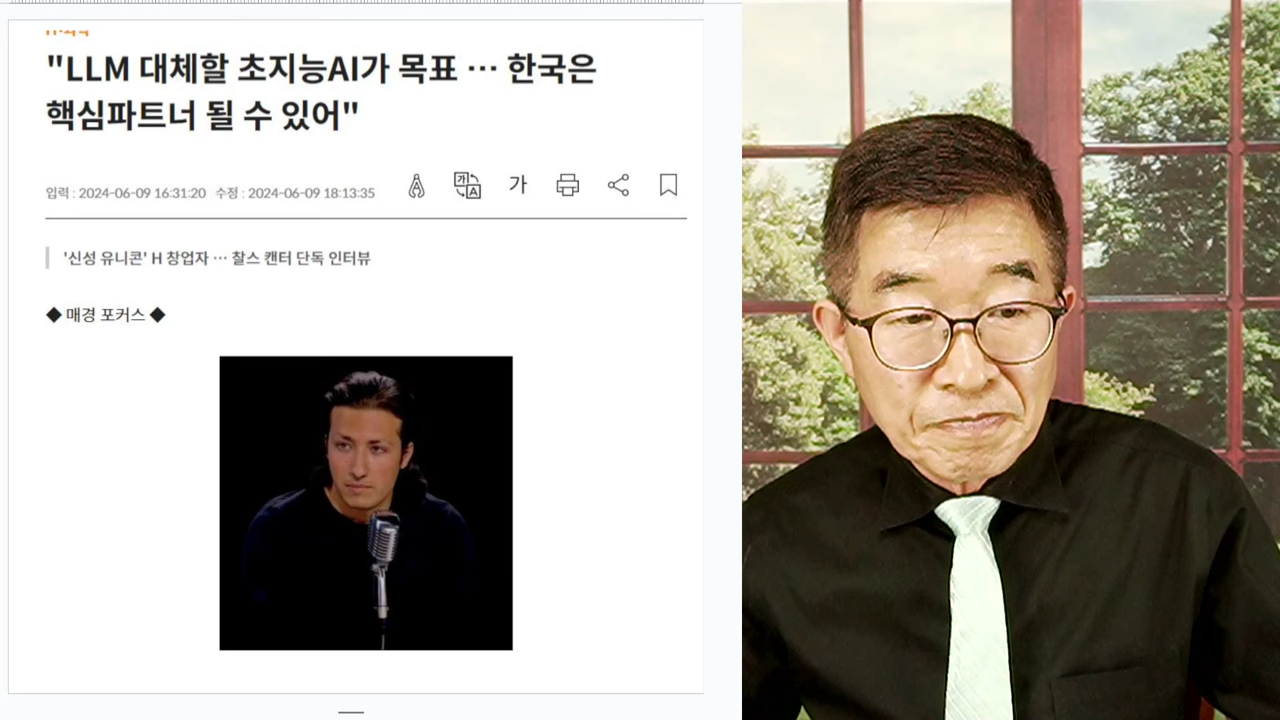 "LLM 대체할 초지능AI가 목표 … 한국은
핵심파트너 될 수 있어"
입력 : 2024-06-09 16:31:20 수정 : 2024-06-09 18:13:35
가
'신성 유니콘' H 창업자 … 찰스 캔터 단독 인터뷰
◆ 매경 포커스 ◆